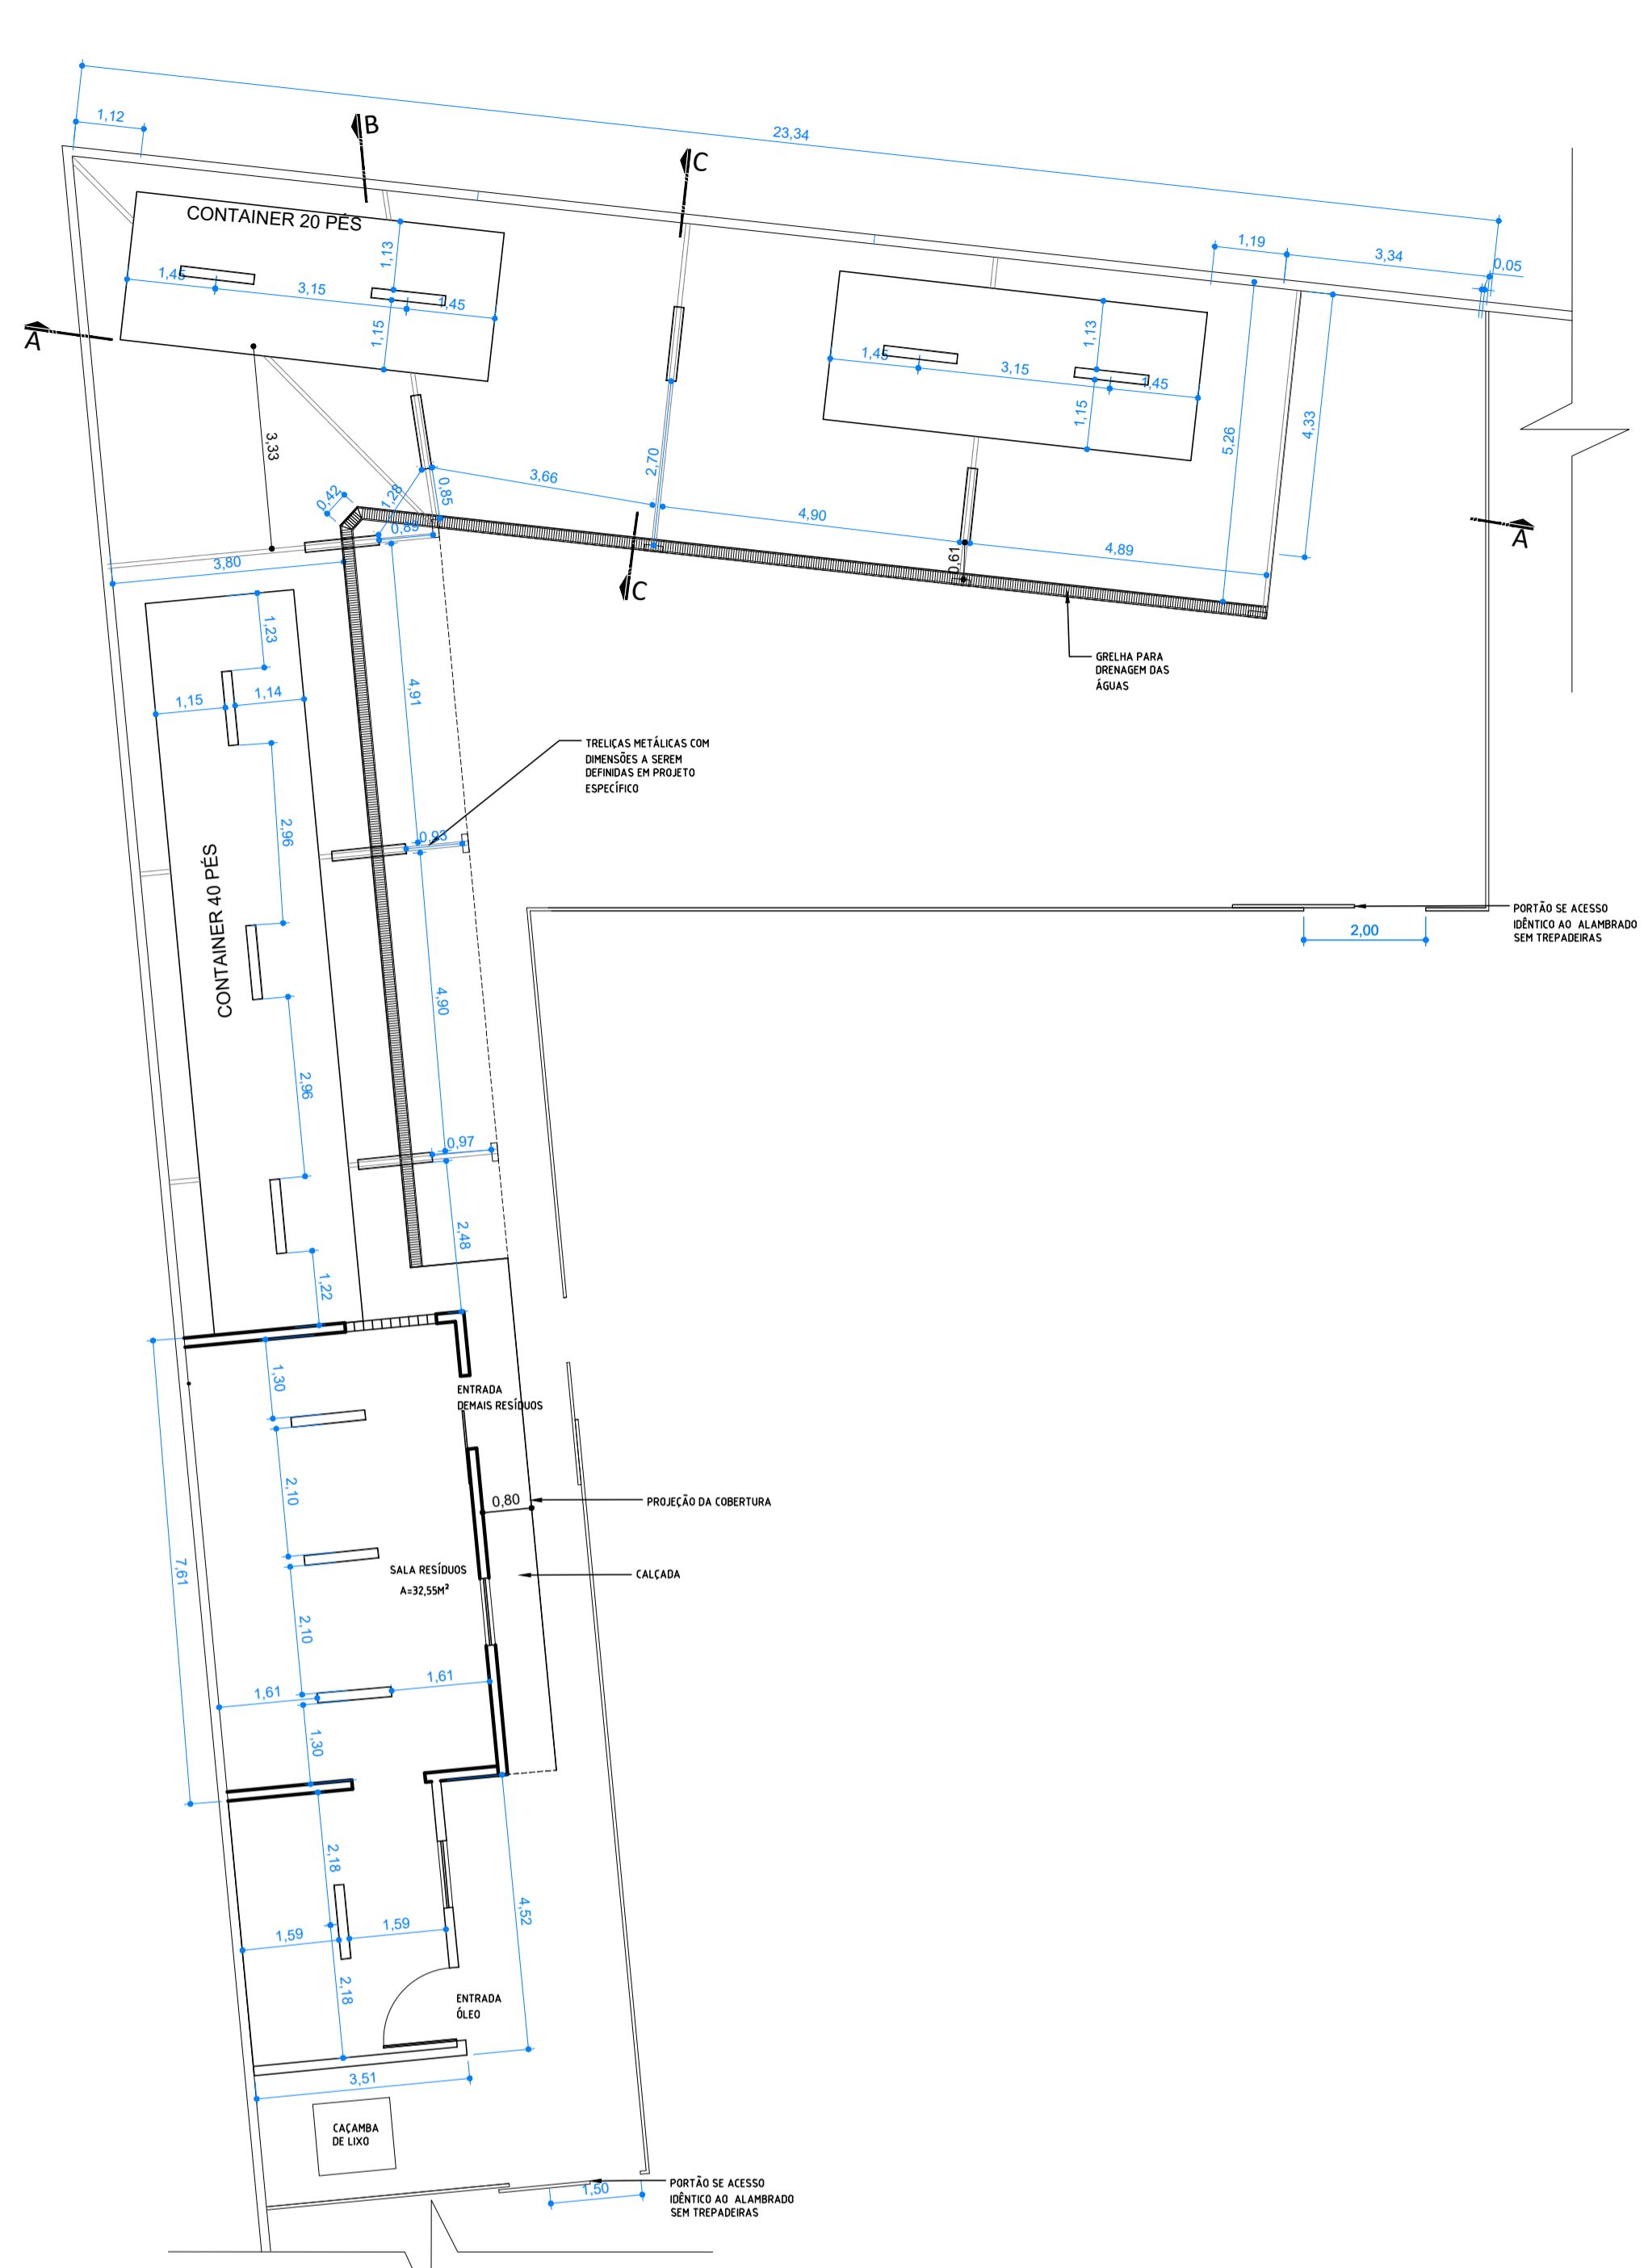 1,12
23,34
B
C
CONTAINER 20 PÉS
1,13
1,45
3,15
1,45
1,15
A
1,19
3,34
0,05
1,13
1,45
3,15
1,45
1,15
5,26
4,33
3,33
0,42
1,28
0,85
0,89
3,66
2,70
4,90
0,61
4,89
A
C
3,80
GRELHA PARA
DRENAGEM DAS
ÁGUAS
1,23
1,15
1,14
4,91
TRELIÇAS METÁLICAS COM
DIMENSÕES A SEREM
DEFINIDAS EM PROJETO
ESPECÍFICO
2,96
0,93
CONTAINER 40 PÉS
PORTÃO SE ACESSO
IDÊNTICO AO ALAMBRADO
SEM TREPADEIRAS
2,00
4,90
2,96
0,97
2,48
1,22
1,30
ENTRADA
DEMAIS RESÍDUOS
2,10
0,80
PROJEÇÃO DA COBERTURA
7,61
SALA RESÍDUOS
A=32,55M²
CALÇADA
2,10
1,61
1,61
1,30
2,18
4,52
1,59
1,59
2,18
ENTRADA
ÓLEO
3,51
CAÇAMBA
DE LIXO
1,50
PORTÃO SE ACESSO
IDÊNTICO AO ALAMBRADO
SEM TREPADEIRAS